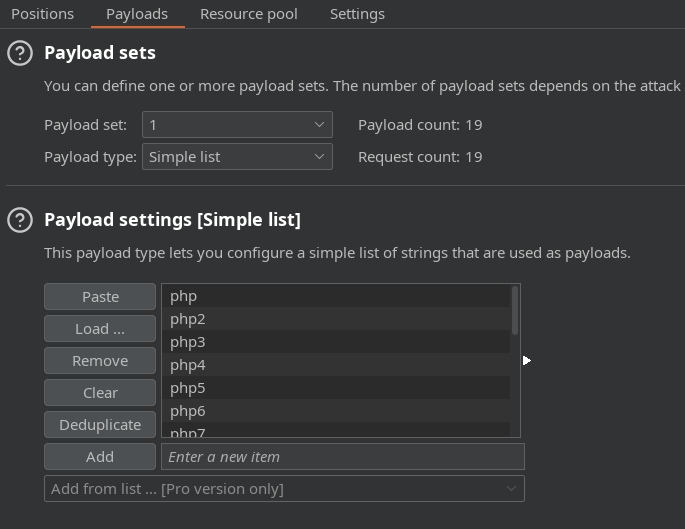 Positions Payloads Resource pool Settings
Payload sets
You can define one or more payload sets. The number of payload sets depends on the attack
Payload set: 1 Payload count: 19
Payload type: Simple list Request count: 19
Payload settings [Simple list]
This payload type lets you configure a simple list of strings that are used as payloads.
Paste
Load ...
Remove
Clear
Deduplicate
php
php2
php3
php4
php5
php6
php7
Add Enter a new item
Add from list ... [Pro version only]